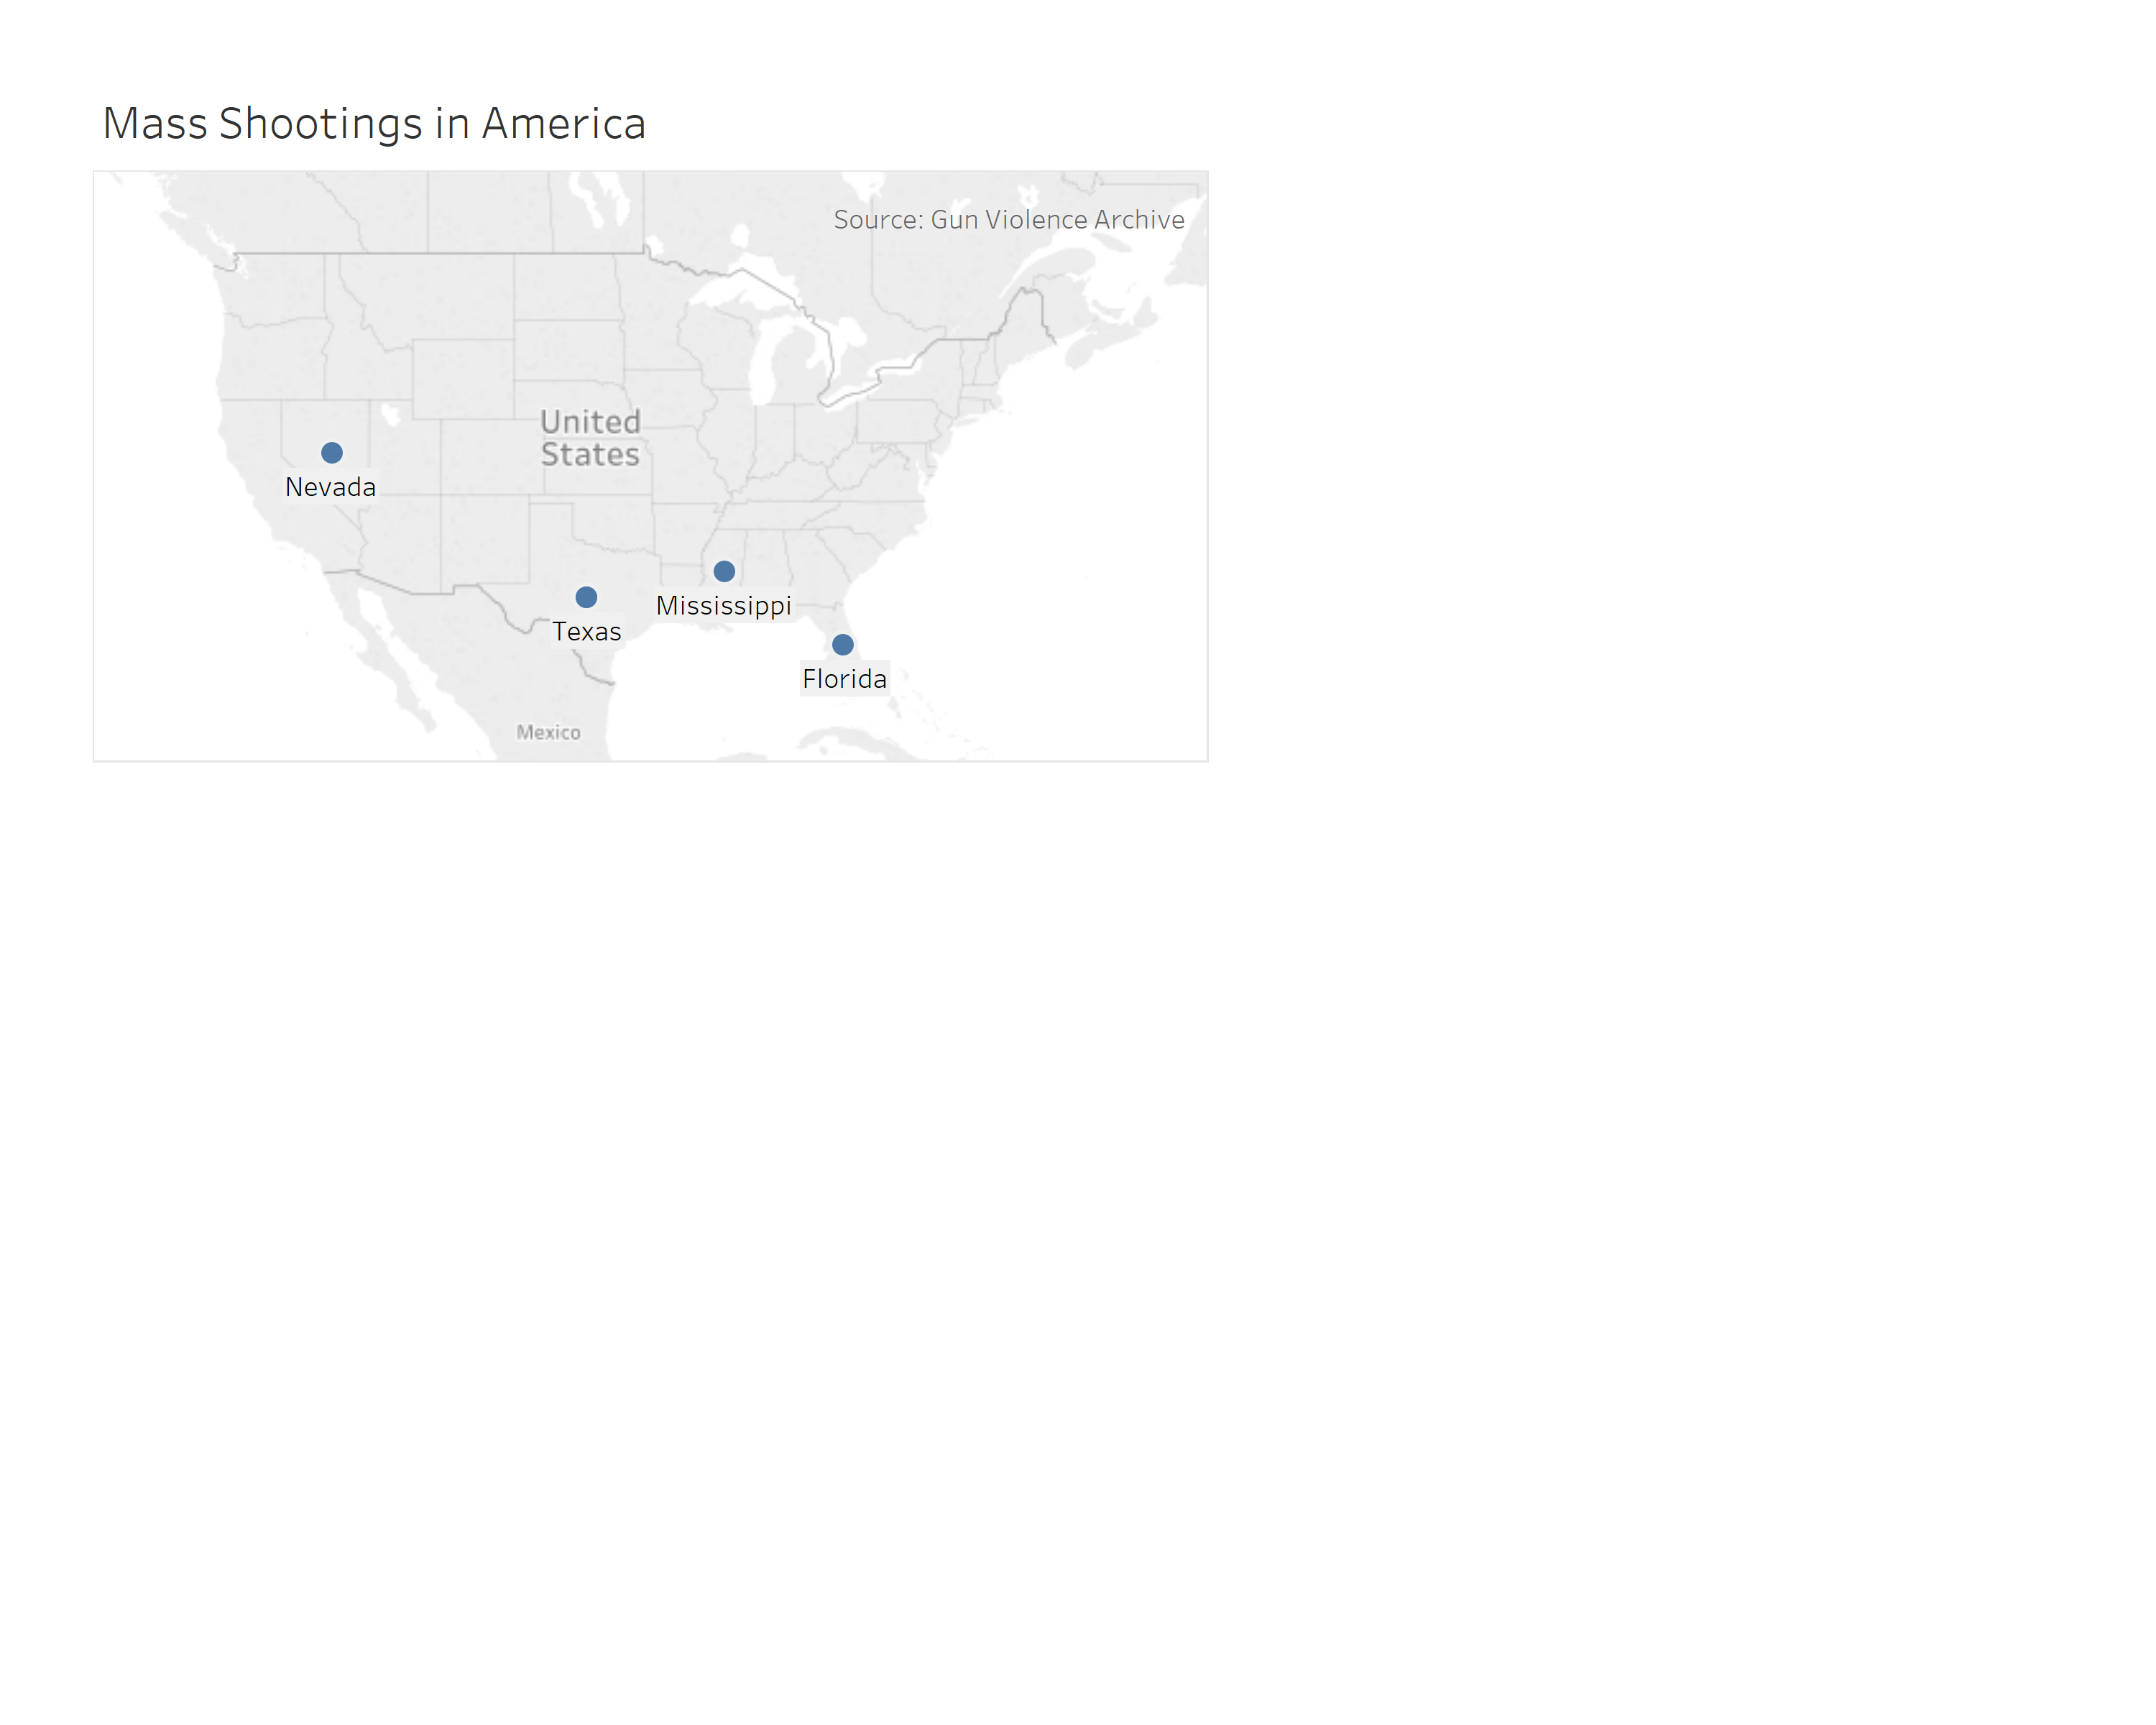 Mass Shootings in America
Source: Gun Violence Archive
United
States
Nevada
Mississippi
Texas
Florida
Mexico